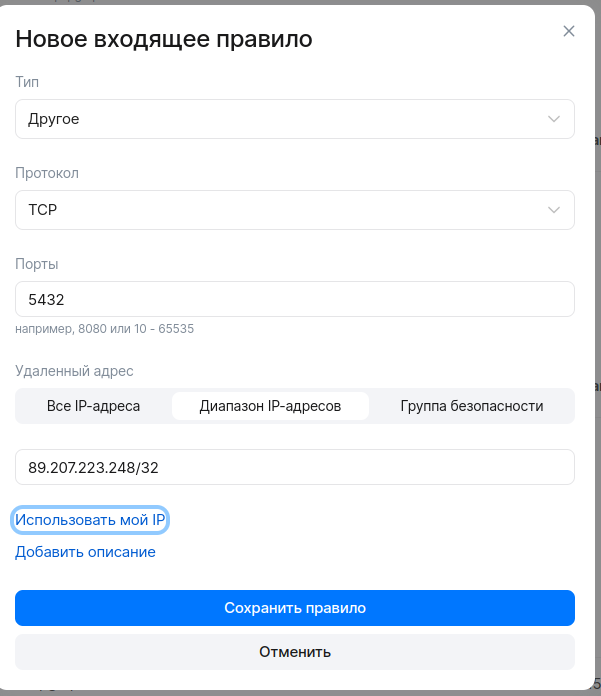 Новое входящее правило
Тип
Другое
Протокол
TCP
Порты
5432
например, 8080 или 10 - 65535
Удаленный адрес
Все IP-адреса
Диапазон IP-адресов
Группа безопасности
89.207.223.248/32
Использовать мой IP
Добавить описание
Сохранить правило
Отменить